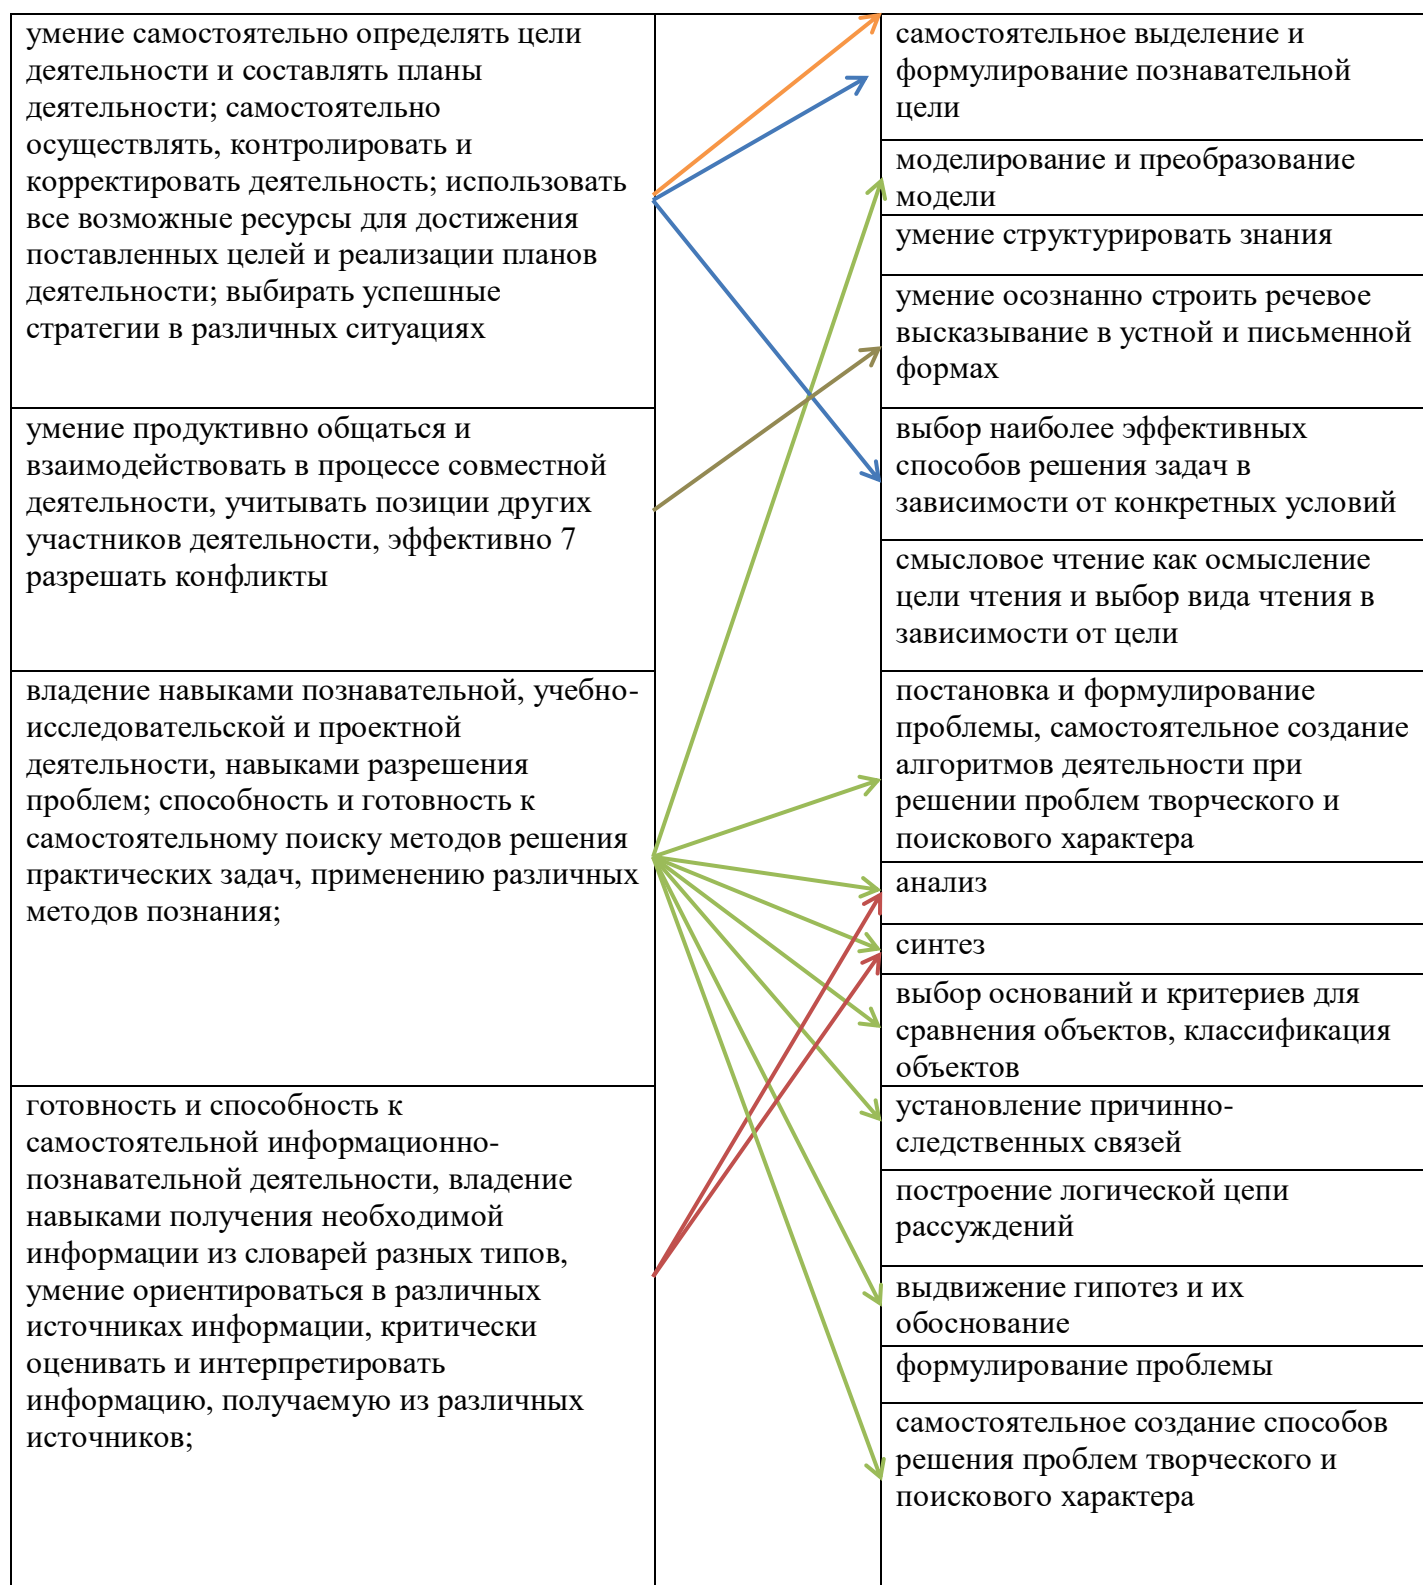 умение самостоятельно определять цели
деятельности и составлять планы
деятельности; самостоятельно
осуществлять, контролировать и
корректировать деятельность; использовать
все возможные ресурсы для достижения
поставленных целей и реализации планов
деятельности; выбирать успешные
стратегии в различных ситуациях
умение продуктивно общаться и
взаимодействовать в процессе совместной
деятельности, учитывать позиции других
участников деятельности, эффективно 7
разрешать конфликты
владение навыками познавательной, учебно-
исследовательской и проектной
деятельности, навыками разрешения
проблем; способность и готовность к
самостоятельному поиску методов решения
практических задач, применению различных
методов познания;
готовность и способность к
самостоятельной информационно-
познавательной деятельности, владение
навыками получения необходимой
информации из словарей разных типов,
умение ориентироваться в различных
источниках информации, критически
оценивать и интерпретировать
информацию, получаемую из различных
источников;
самостоятельное выделение и
формулирование познавательной
цели
моделирование и преобразование
модели
умение структурировать знания
умение осознанно строить речевое
высказывание в устной и письменной
формах
выбор наиболее эффективных
способов решения задач в
зависимости от конкретных условий
смысловое чтение как осмысление
цели чтения и выбор вида чтения в
зависимости от цели
постановка и формулирование
проблемы, самостоятельное создание
алгоритмов деятельности при
решении проблем творческого и
поискового характера
анализ
синтез
выбор оснований и критериев для
сравнения объектов, классификация
объектов
установление причинно-
следственных связей
построение логической цепи
рассуждений
выдвижение гипотез и их
обоснование
формулирование проблемы
самостоятельное создание способов
решения проблем творческого и
поискового характера